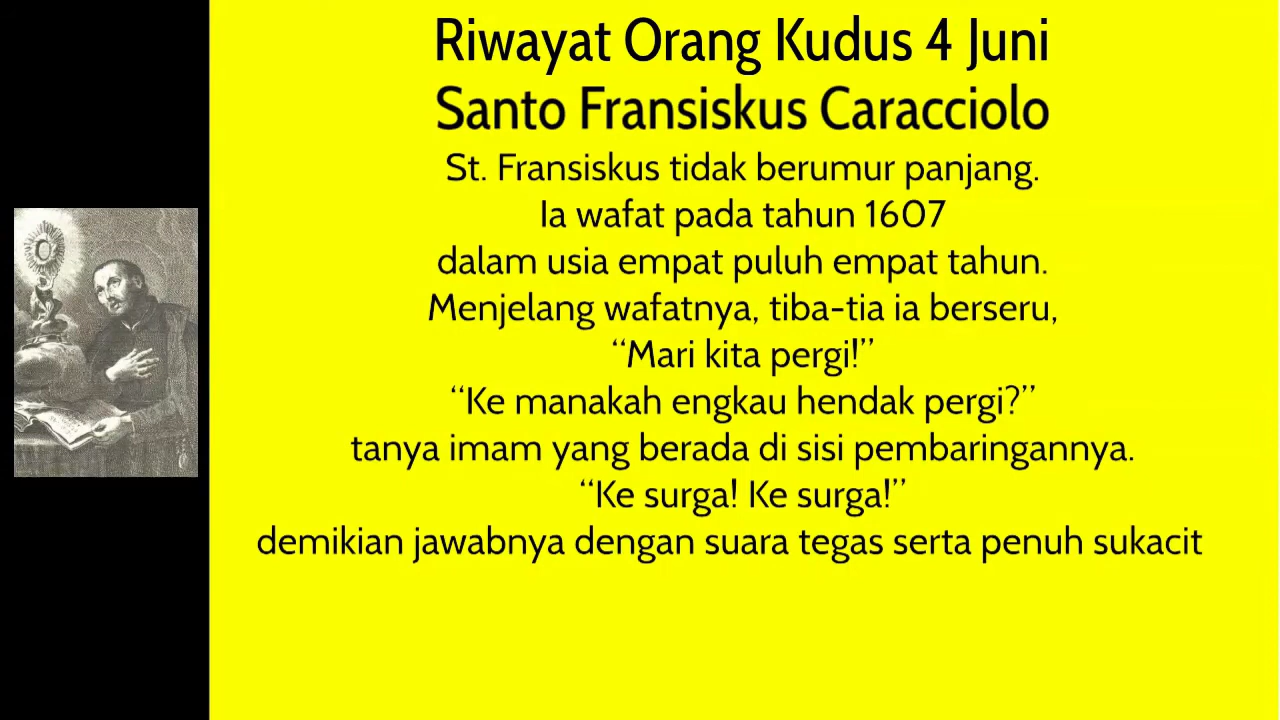 Riwayat Orang Kudus 4 Juni
Santo Fransiskus Caracciolo
St. Fransiskus tidak berumur panjang.
Ia wafat pada tahun 1607
dalam usia empat puluh empat tahun.
Menjelang wafatnya, tiba-tia ia berseru,
“Mari kita pergi!”
“Ke manakah engkau hendak pergi?”
tanya imam yang berada di sisi pembaringannya.
“Ke surga! Ke surga!”
demikian jawabnya dengan suara tegas serta penuh sukacit